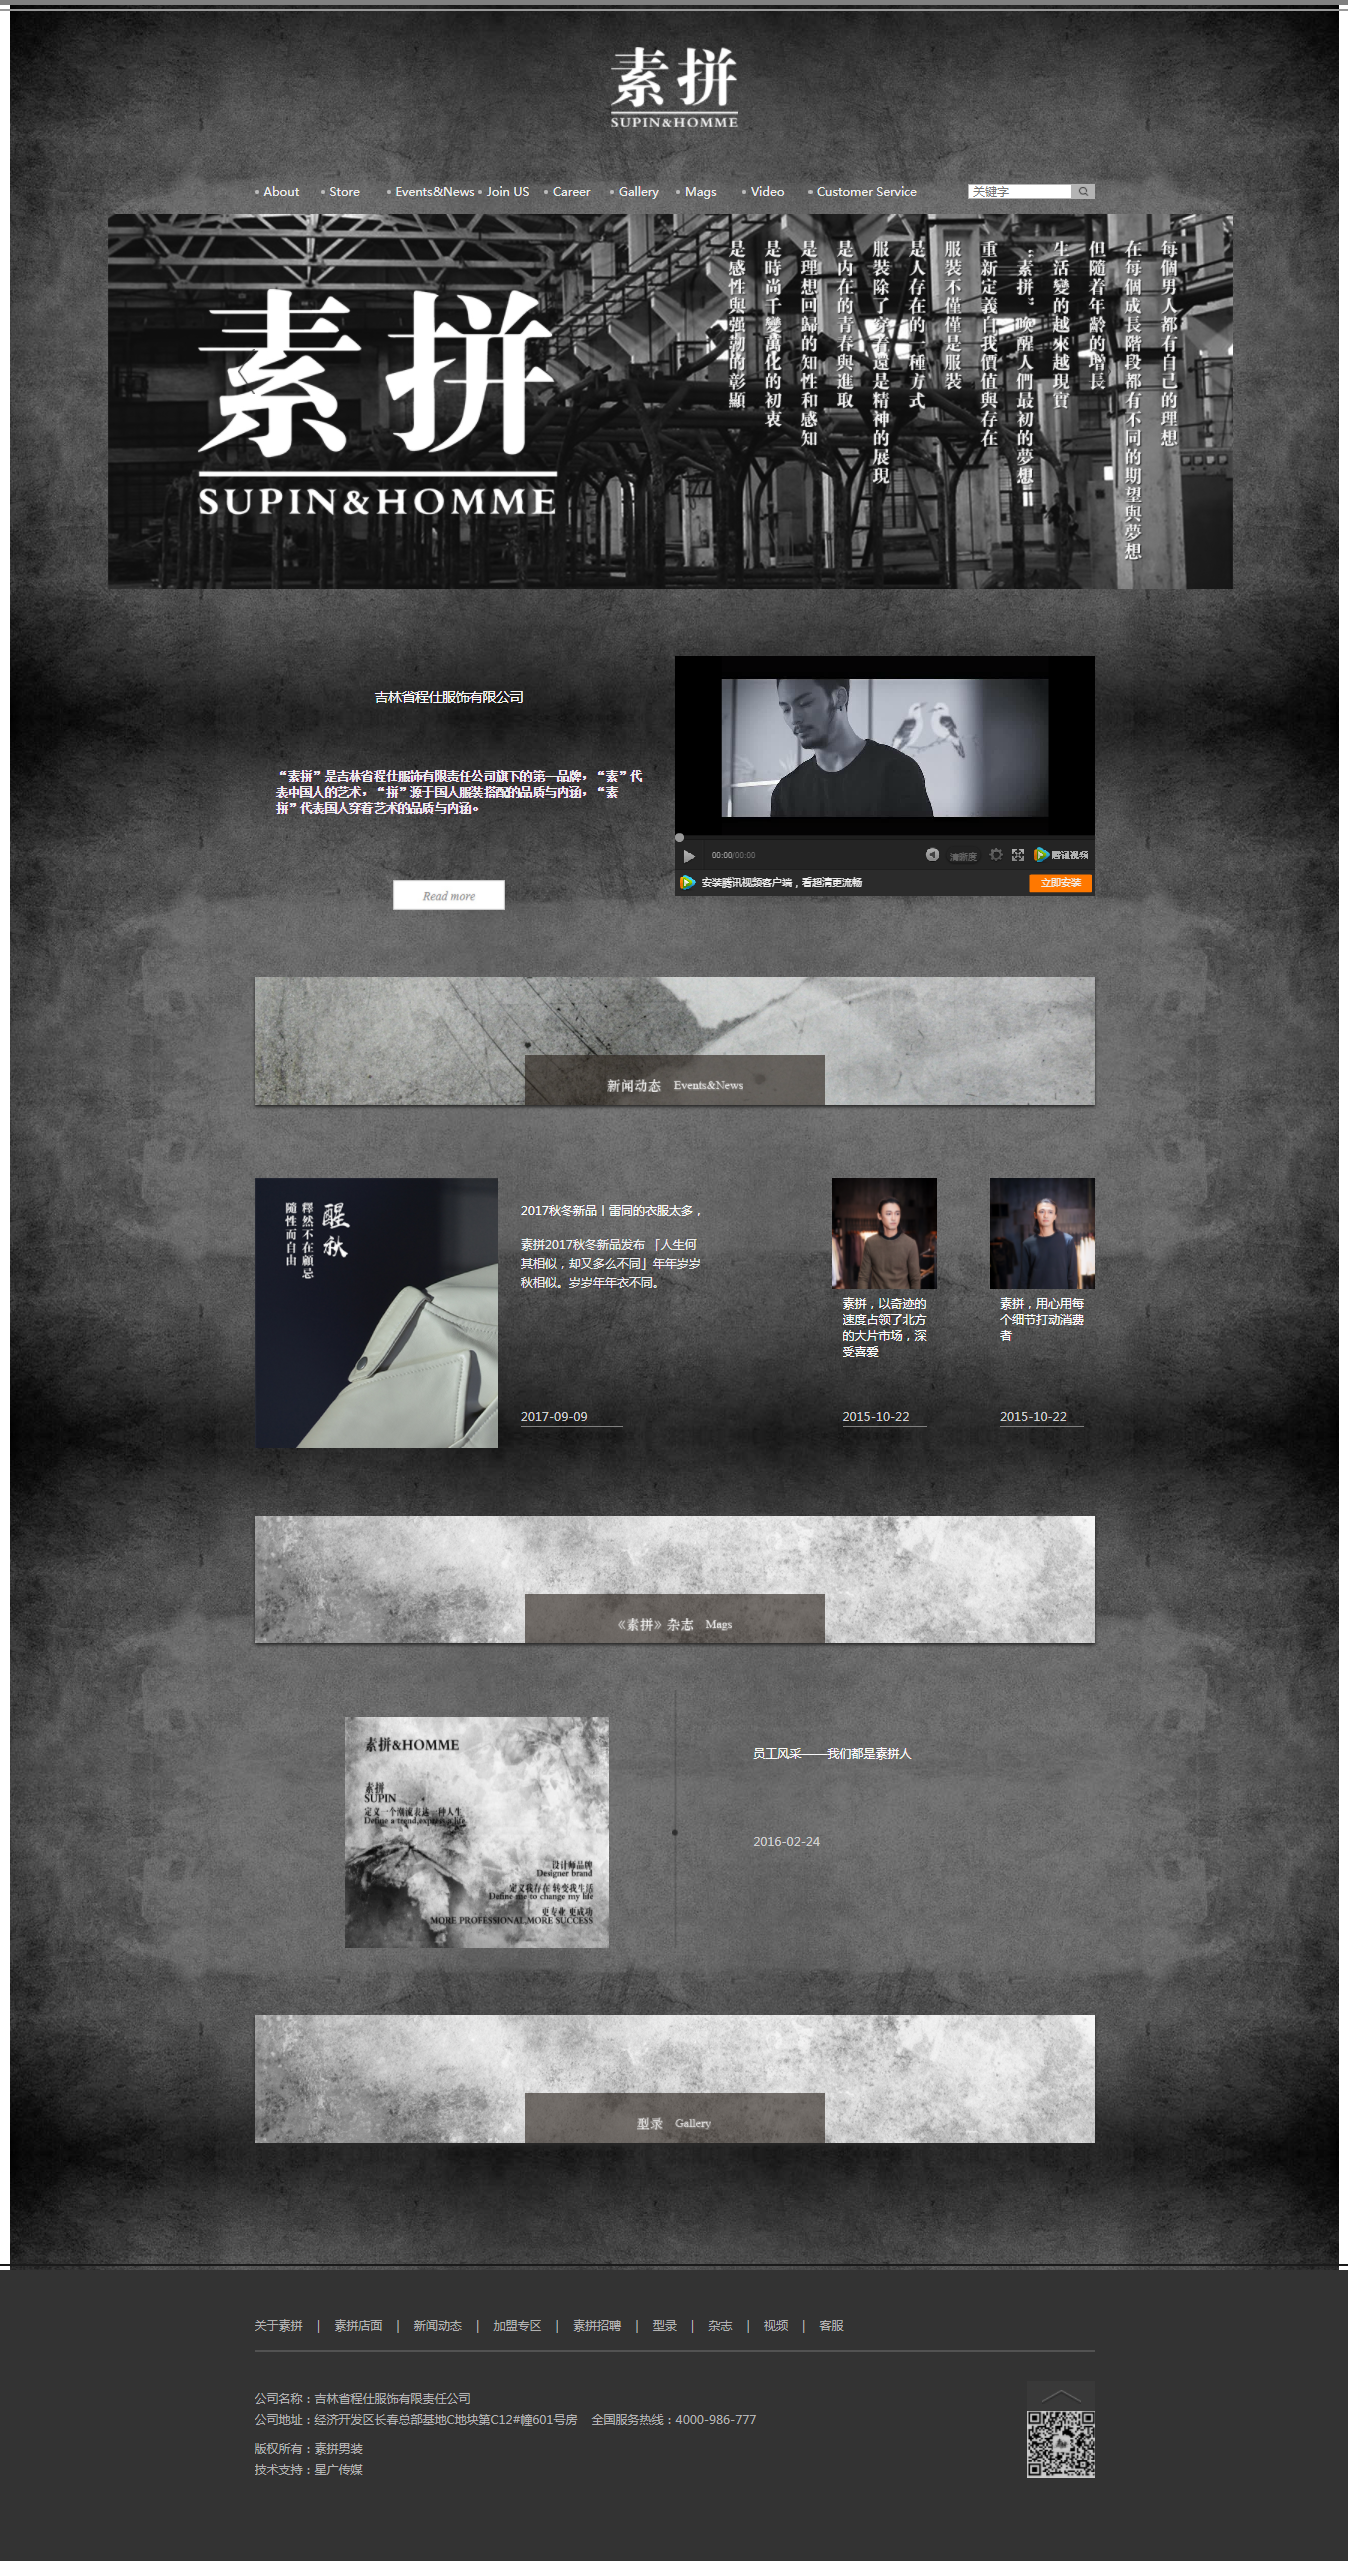 素拼
SUPIN&HOMME
About
Store
Events&News
Join US
Career
Gallery
Mags
Video
Customer Service
关键字
素拼
SUPIN&HOMME
每個男人都有自己的理想
在每個成長階段都有不同的期望與夢想
但隨着年齡的增長
生活變的越來越現實
“素拼”喚醒人們最初的夢想
重新定義自我價值與存在
服裝不僅僅是服裝
是人存在的一種方式
服裝除了穿着還是精神的展現
是内在的青春與進取
是理想回歸的知性和感知
是時尚千變萬化的初衷
是感性與强勁的彰顯
吉林省程仕服饰有限公司
“素拼”是吉林省程仕服饰有限责任公司旗下的第一品牌，“素”代
表中国人的艺术，“拼”源于国人服装搭配的品质与内涵，“素
拼”代表国人穿着艺术的品质与内涵。
Read more
00:00/00:00
清晰度
腾讯视频
安装腾讯视频客户端，看超清更流畅
立即安装
新闻动态 Events&News
醒秋
釋然不在顧忌
隨性而自由
2017秋冬新品丨雷同的衣服太多，
素拼2017秋冬新品发布 「人生何
其相似，却又多么不同」年年岁岁
秋相似。岁岁年年衣不同。
2017-09-09
素拼，以奇迹的
速度占领了北方
的大片市场，深
受喜爱
2015-10-22
素拼，用心用每
个细节打动消费
者
2015-10-22
《素拼》杂志 Mags
素拼&HOMME
素拼
SUPIN
定义一个潮流表达一种人生
Define a trend,express a life
设计师品牌
Designer brand
定义我存在 转变我生活
Define me to change my life
更专业 更成功
MORE PROFESSIONAL,MORE SUCCESS
员工风采——我们都是素拼人
2016-02-24
型录 Gallery
关于素拼 | 素拼店面 | 新闻动态 | 加盟专区 | 素拼招聘 | 型录 | 杂志 | 视频 | 客服
公司名称：吉林省程仕服饰有限责任公司
公司地址：经济开发区长春总部基地C地块第C12#幢601号房 全国服务热线：4000-986-777
版权所有：素拼男装
技术支持：星广传媒